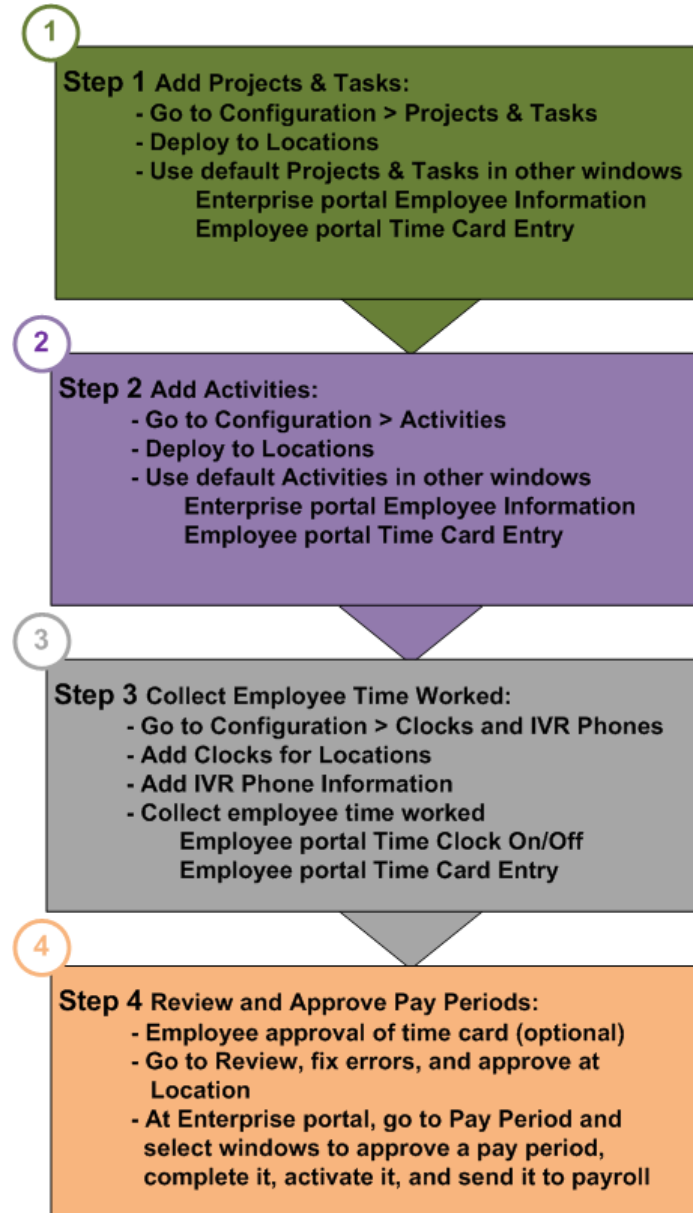 1
Step 1 Add Projects & Tasks:
- Go to Configuration > Projects & Tasks
- Deploy to Locations
- Use default Projects & Tasks in other windows
Enterprise portal Employee Information
Employee portal Time Card Entry
2
Step 2 Add Activities:
- Go to Configuration > Activities
- Deploy to Locations
- Use default Activities in other windows
Enterprise portal Employee Information
Employee portal Time Card Entry
3
Step 3 Collect Employee Time Worked:
- Go to Configuration > Clocks and IVR Phones
- Add Clocks for Locations
- Add IVR Phone Information
- Collect employee time worked
Employee portal Time Clock On/Off
Employee portal Time Card Entry
4
Step 4 Review and Approve Pay Periods:
- Employee approval of time card (optional)
- Go to Review, fix errors, and approve at
Location
- At Enterprise portal, go to Pay Period and
select windows to approve a pay period,
complete it, activate it, and send it to payroll